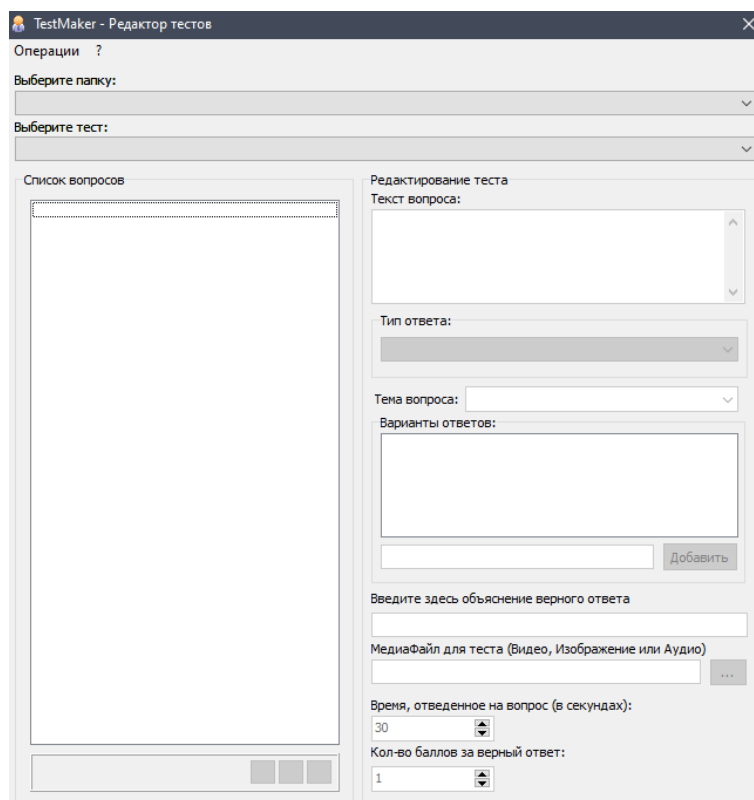 TestMaker - Редактор тестов
Операции ?
Выберите папку:
Выберите тест:
Список вопросов
Редактирование теста
Текст вопроса:
Тип ответа:
Тема вопроса:
Варианты ответов:
Добавить
Введите здесь объяснение верного ответа
МедиаФайл для теста (Видео, Изображение или Аудио)
...
Время, отведенное на вопрос (в секундах):
30
Кол-во баллов за верный ответ:
1